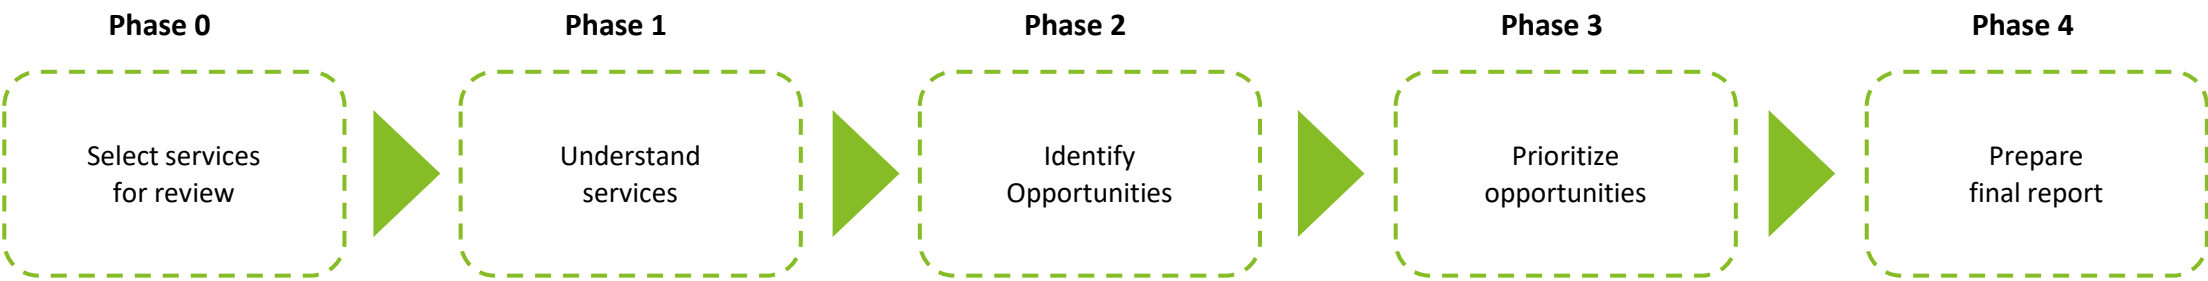 Phase 0
Phase 1
Phase 2
Phase 3
Phase 4
Select services
for review
Understand
services
Identify
Opportunities
Prioritize
opportunities
Prepare
final report